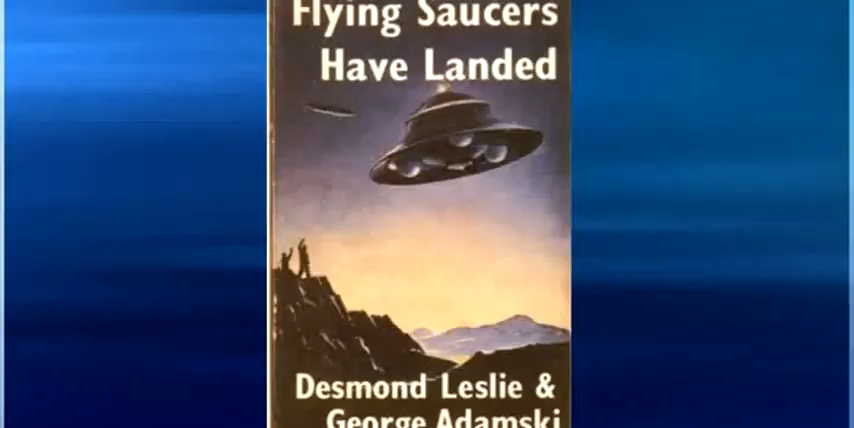 Flying Saucers
Have Landed
Desmond Leslie &
George Adamski